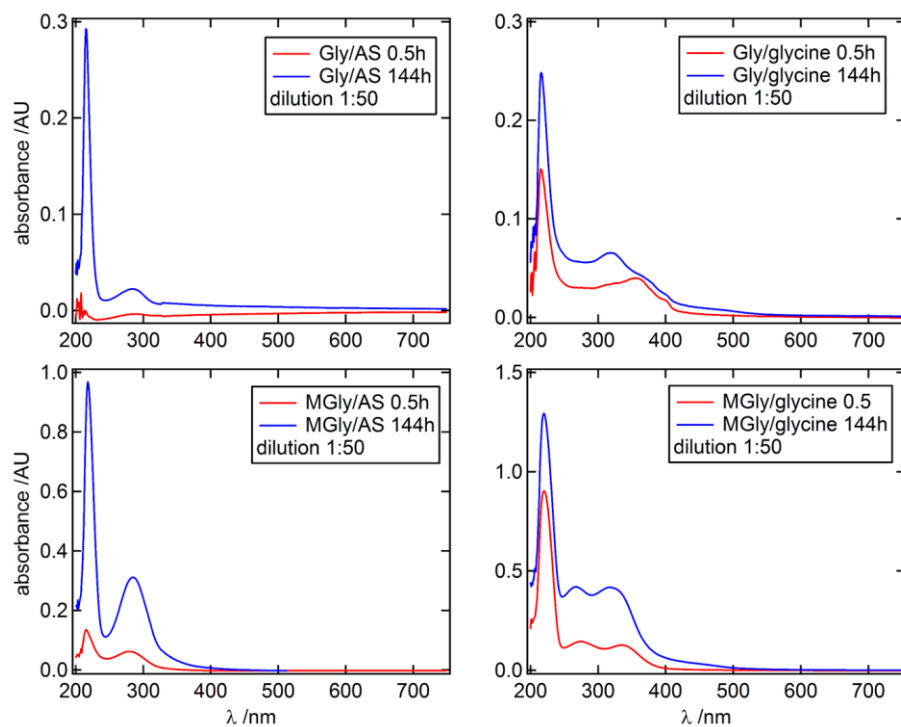 0.3
0.2
0.1
0.0
absorbance /AU
200 300 400 500 600 700
Gly/AS 0.5h
Gly/AS 144h
dilution 1:50
0.3
0.2
0.1
0.0
200 300 400 500 600 700
Gly/glycine 0.5h
Gly/glycine 144h
dilution 1:50
1.0
0.8
0.6
0.4
0.2
0.0
absorbance /AU
200 300 400 500 600 700
λ /nm
MGly/AS 0.5h
MGly/AS 144h
dilution 1:50
1.5
1.0
0.5
0.0
200 300 400 500 600 700
λ /nm
MGly/glycine 0.5
MGly/glycine 144h
dilution 1:50